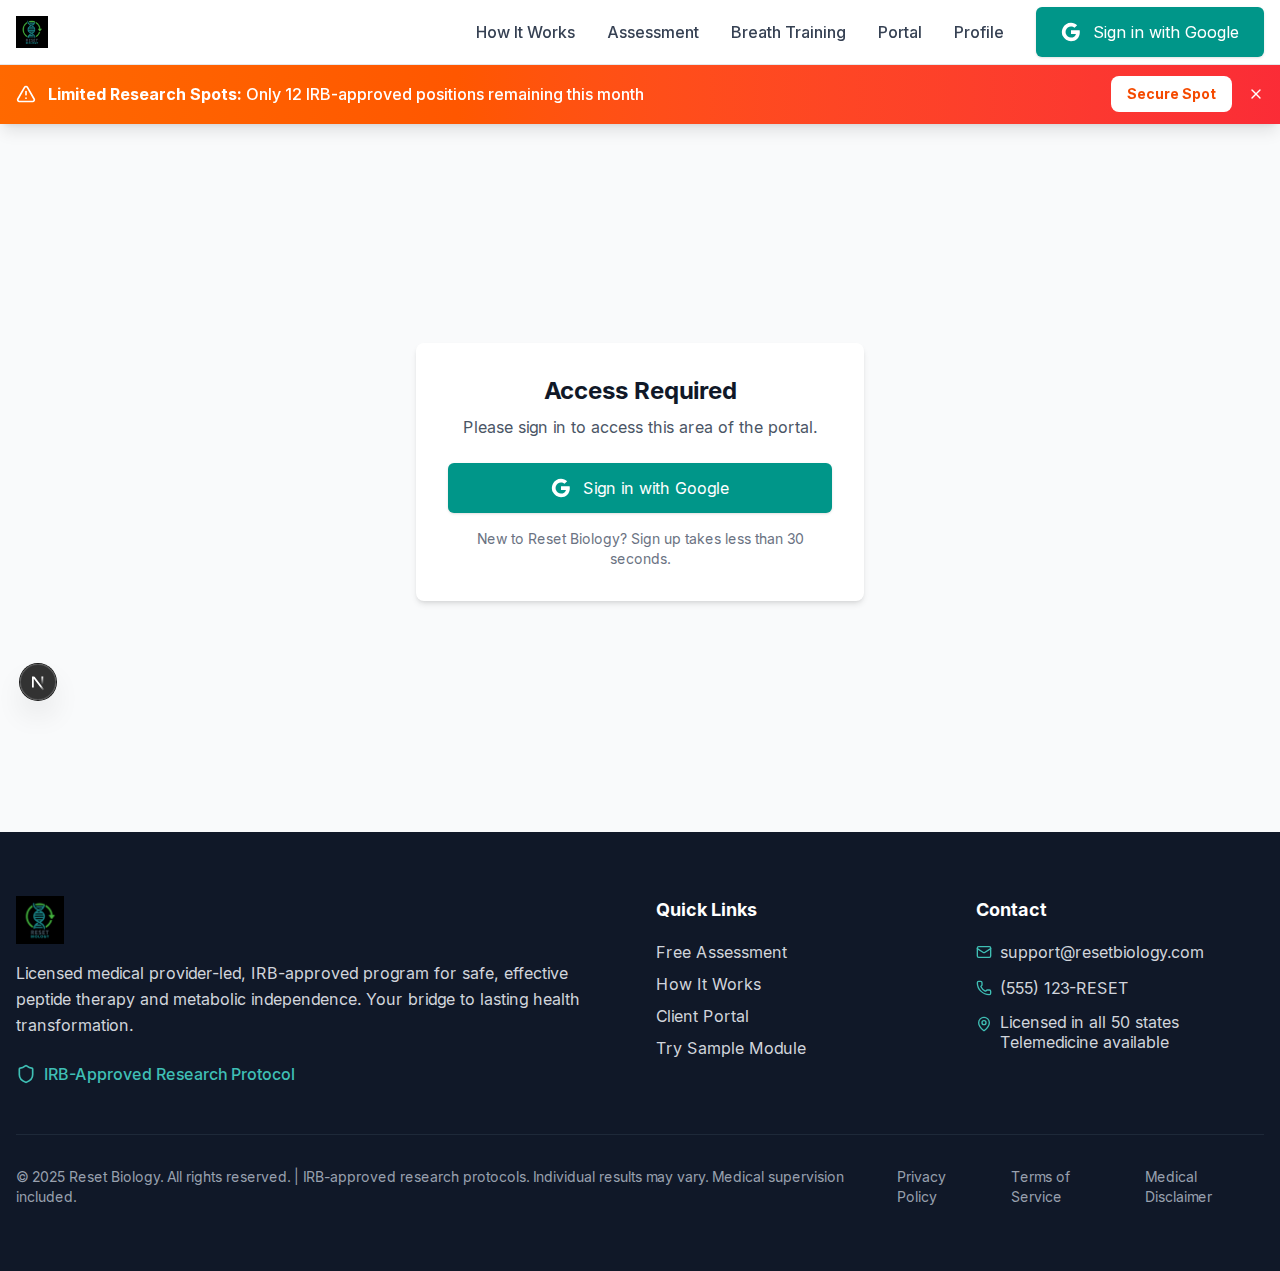 How It Works
Assessment
Breath Training
Portal
Profile
Sign in with Google
Limited Research Spots: Only 12 IRB-approved positions remaining this month
Secure Spot
Access Required
Please sign in to access this area of the portal.
Sign in with Google
New to Reset Biology? Sign up takes less than 30
seconds.
N
RESET
BIOLOGY
Licensed medical provider-led, IRB-approved program for safe, effective
peptide therapy and metabolic independence. Your bridge to lasting health
transformation.
IRB-Approved Research Protocol
Quick Links
Free Assessment
How It Works
Client Portal
Try Sample Module
Contact
support@resetbiology.com
(555) 123-RESET
Licensed in all 50 states
Telemedicine available
© 2025 Reset Biology. All rights reserved. | IRB-approved research protocols. Individual results may vary. Medical supervision
included.
Privacy
Policy
Terms of
Service
Medical
Disclaimer